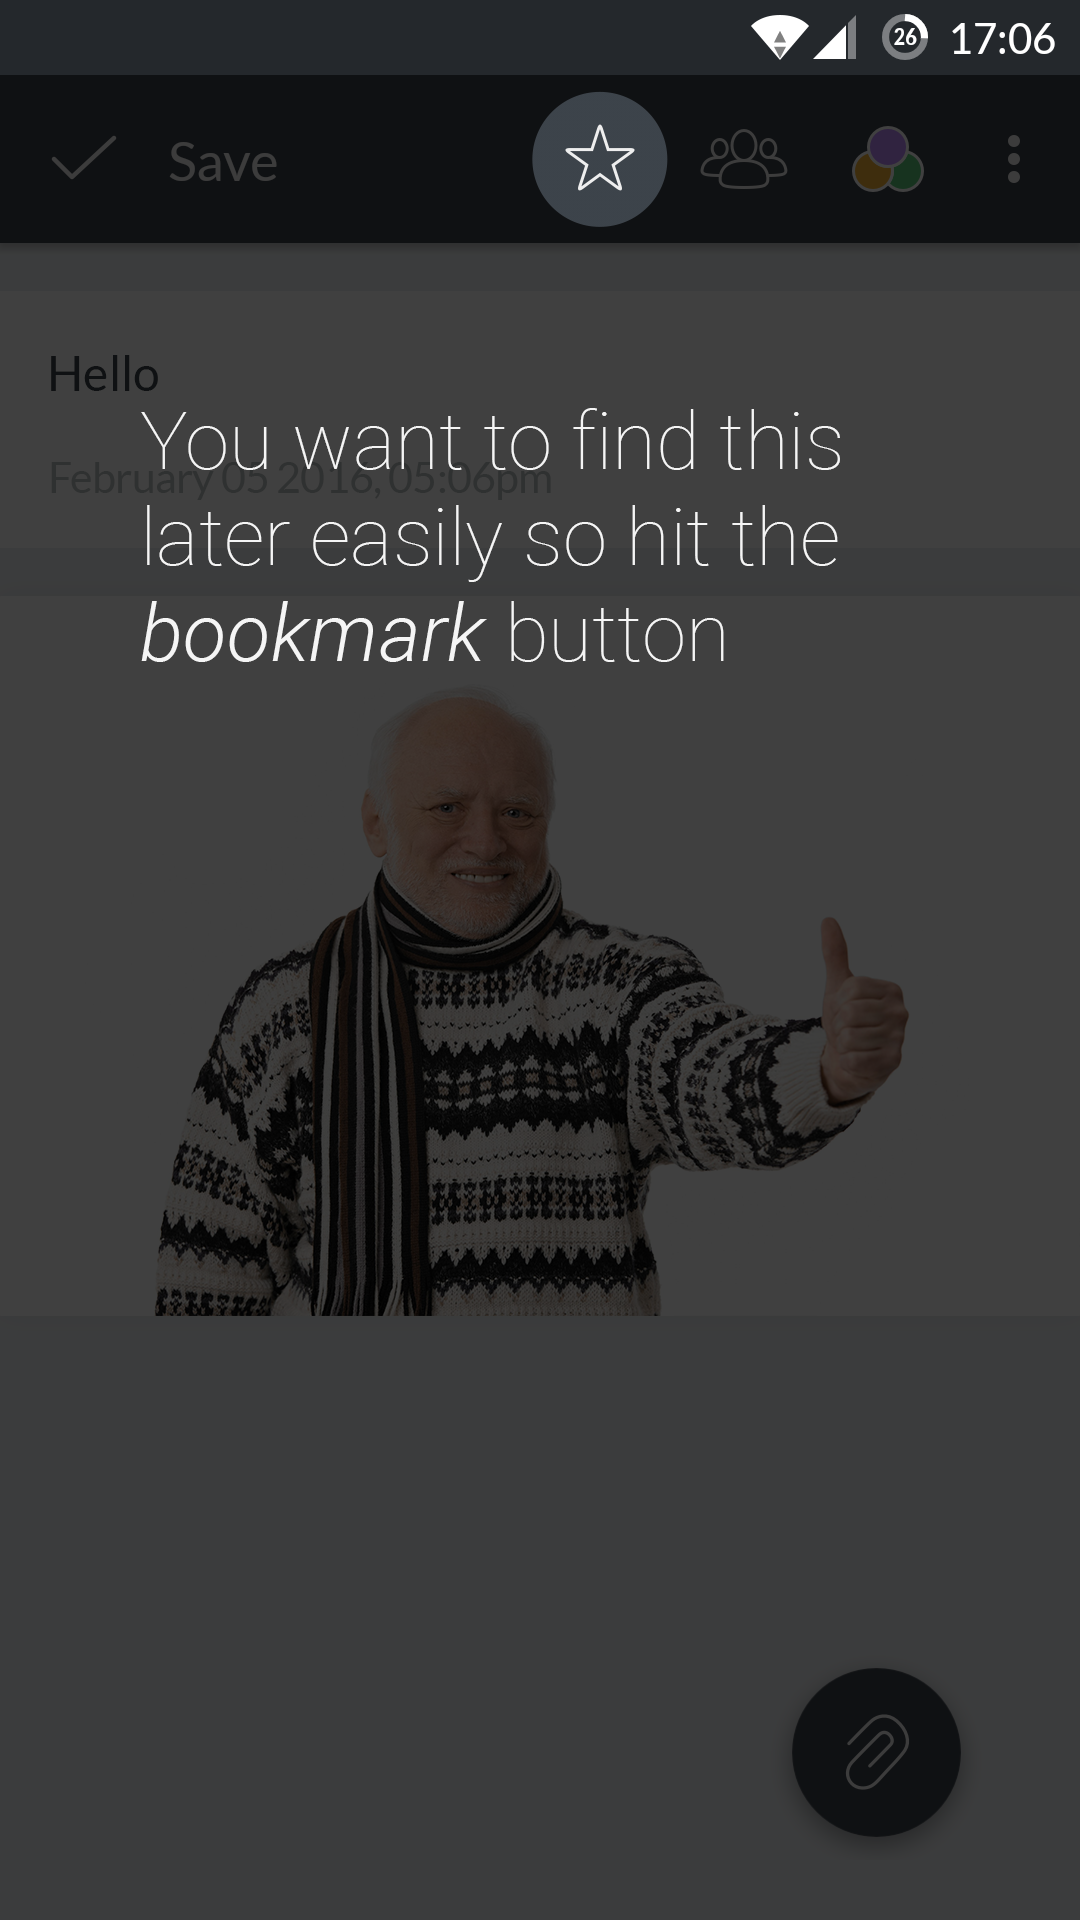 26 17:06
Save
Hello
You want to find this
February 05 2016, 05:06pm
later easily so hit the
bookmark button